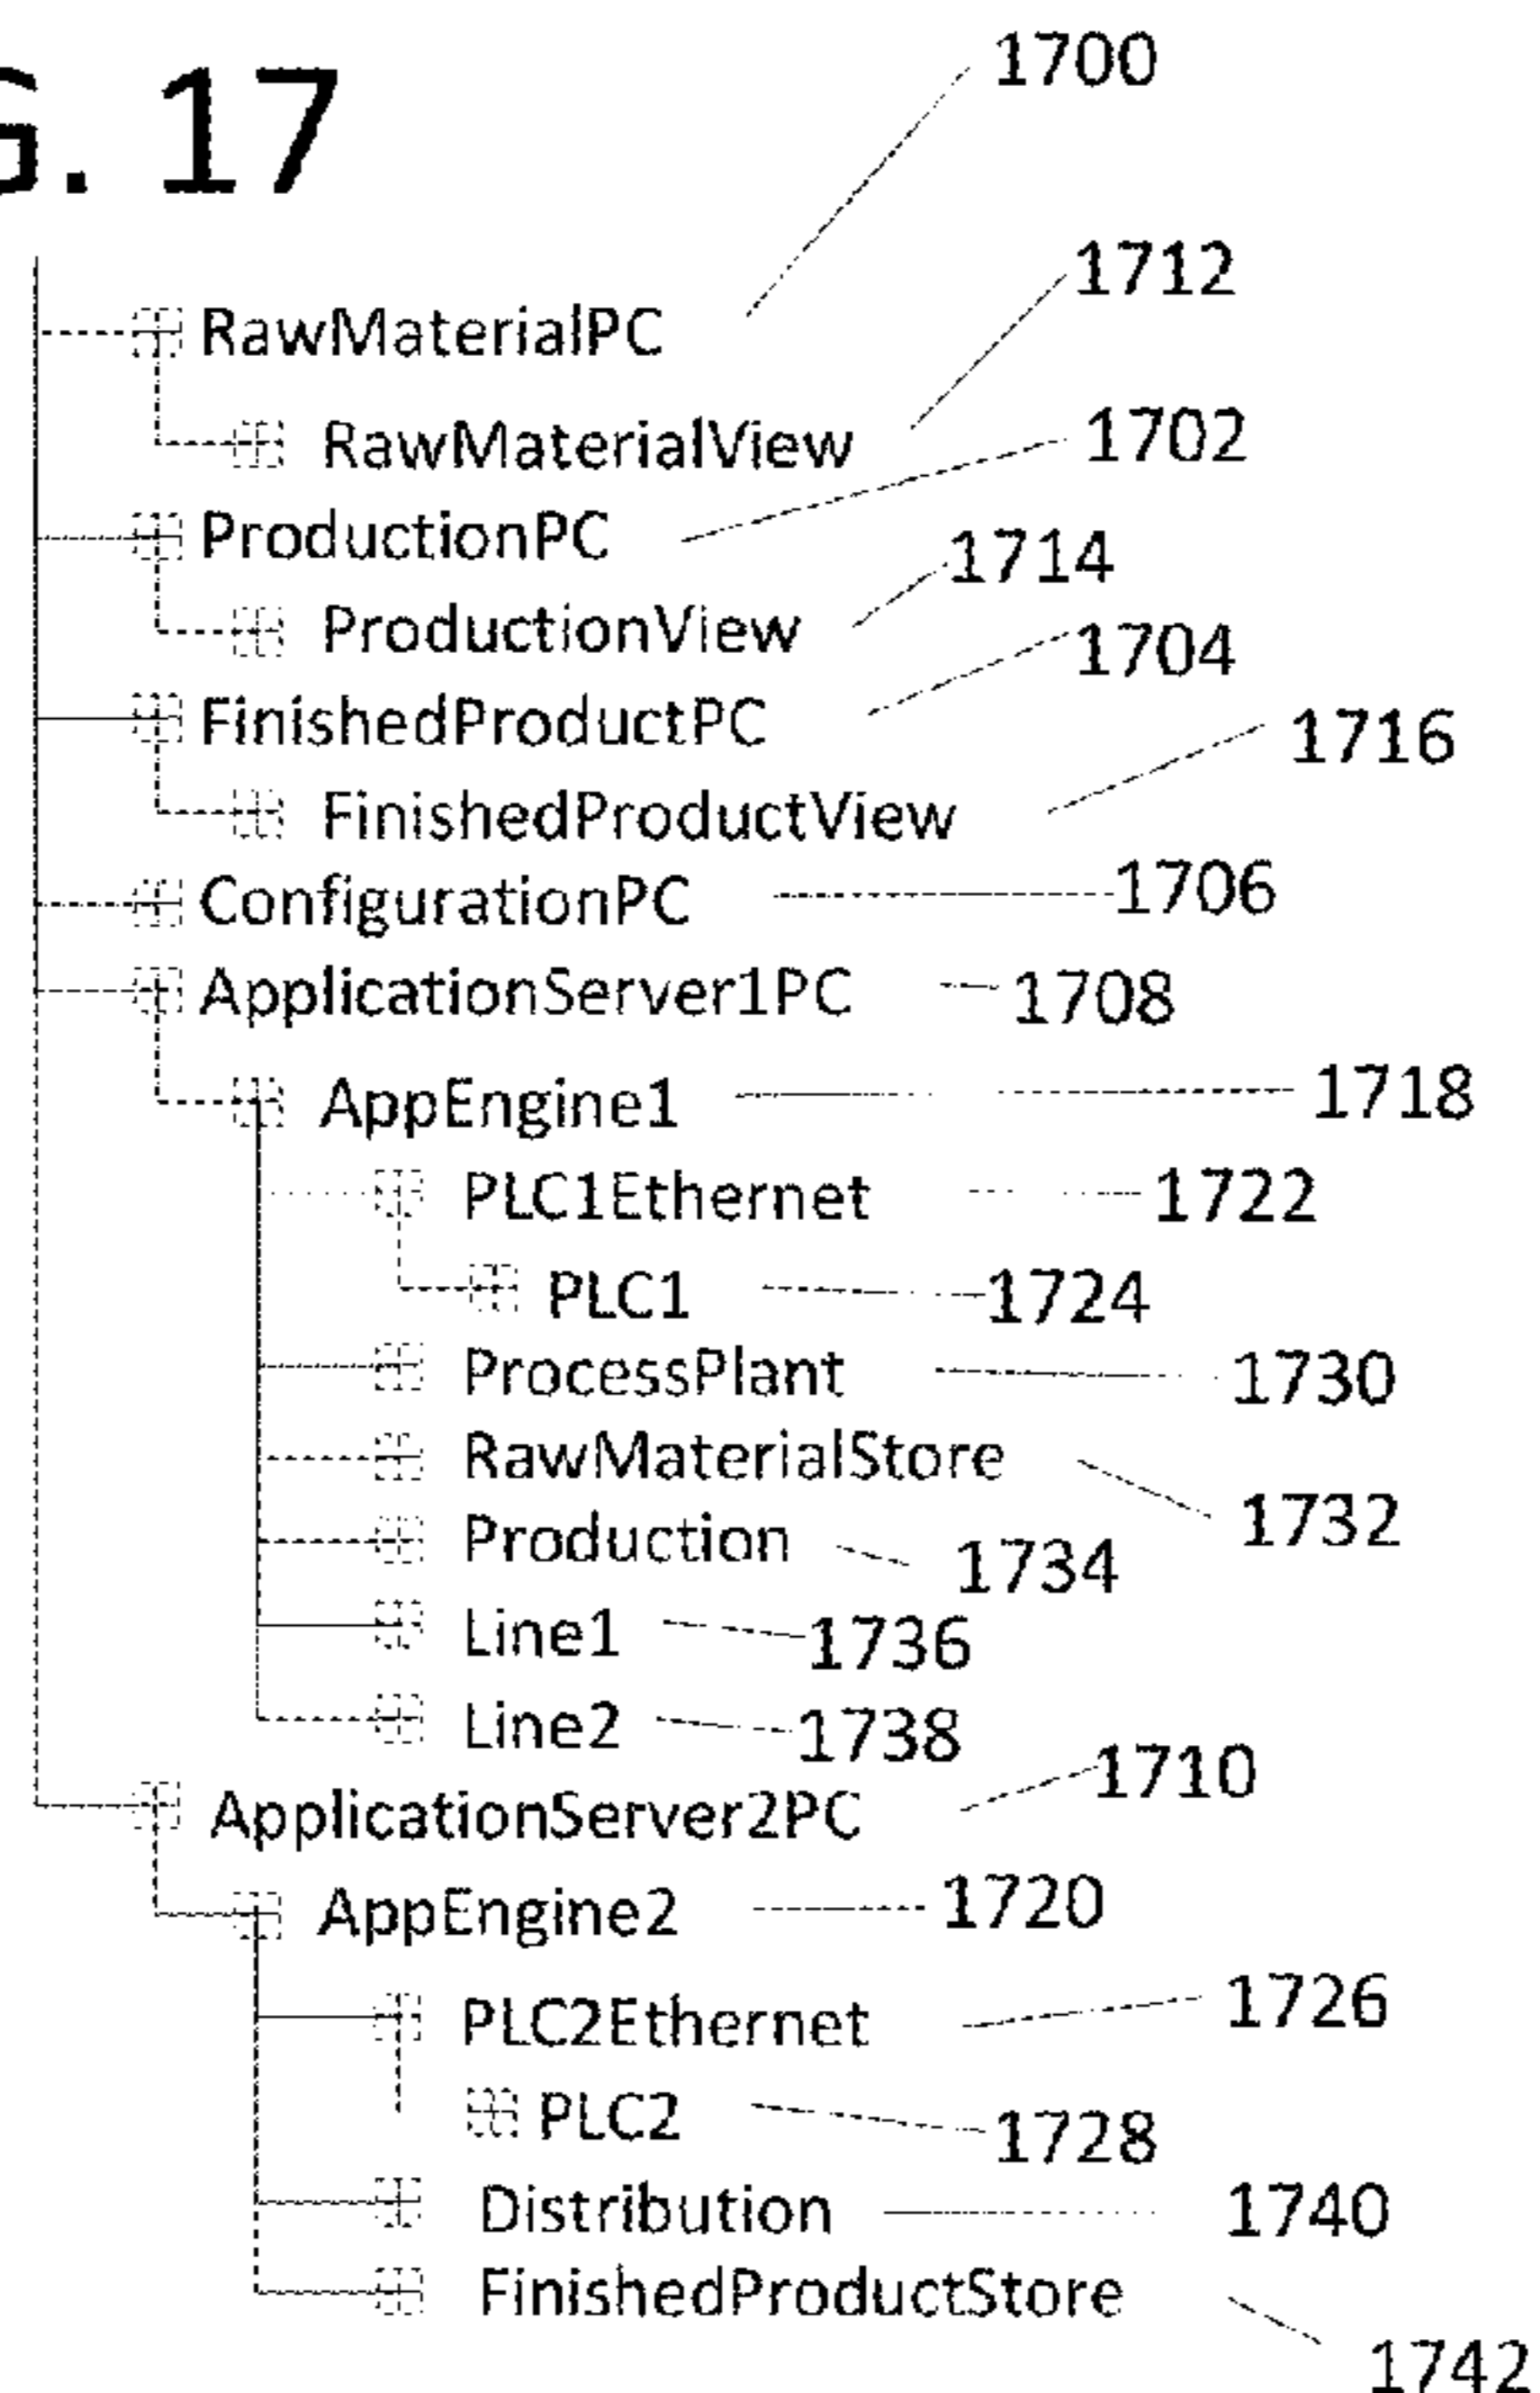 G. 17
1700
RawMaterialPC
1712
RawMaterialView
1702
ProductionPC
1714
ProductionView
1704
FinishedProductPC
1716
FinishedProductView
ConfigurationPC 1706
ApplicationServer1PC 1708
AppEngine1 1718
PLC1Ethernet 1722
PLC1 1724
ProcessPlant 1730
RawMaterialStore
1732
Production 1734
Line1 1736
Line2 1738
1710
ApplicationServer2PC
AppEngine2 1720
PLC2Ethernet 1726
PLC2 1728
Distribution 1740
FinishedProductStore
1742